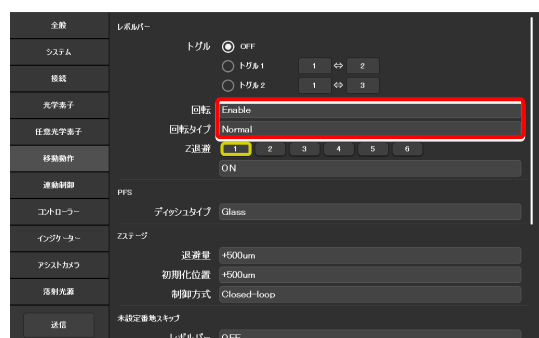 全般
システム
接続
光学素子
任意光学素子
移動動作
連動制御
コントローラー
インジケーター
アシストカメラ
落射光源
送信
レボルバー
トグル OFF
トグル1 1 ⇔ 2
トグル2 1 ⇔ 3
回転 Enable
回転タイプ Normal
Z退避 1 2 3 4 5 6
ON
PFS
ディッシュタイプ Glass
Zステージ
退避量 +500um
初期化位置 +500um
制御方式 Closed-loop
未設定番地スキップ
レボルバー OFF